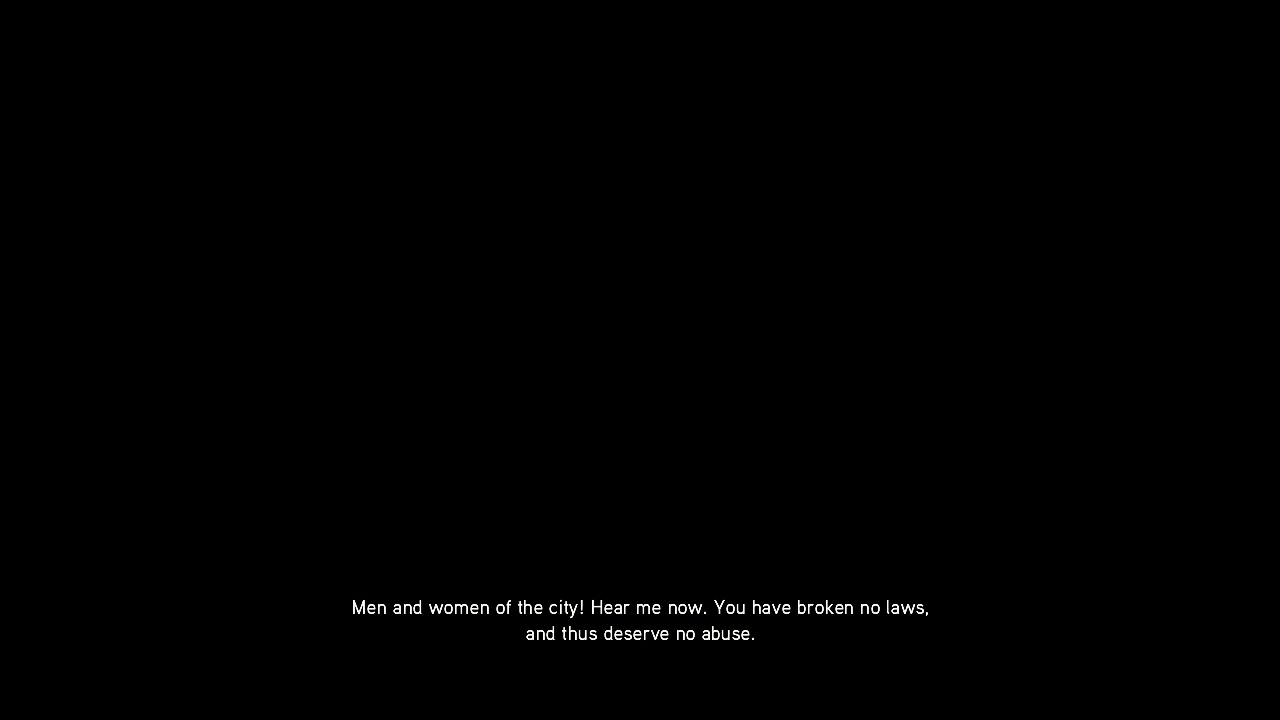 Men and women of the city! Hear me now. You have broken no laws,
and thus deserve no abuse.